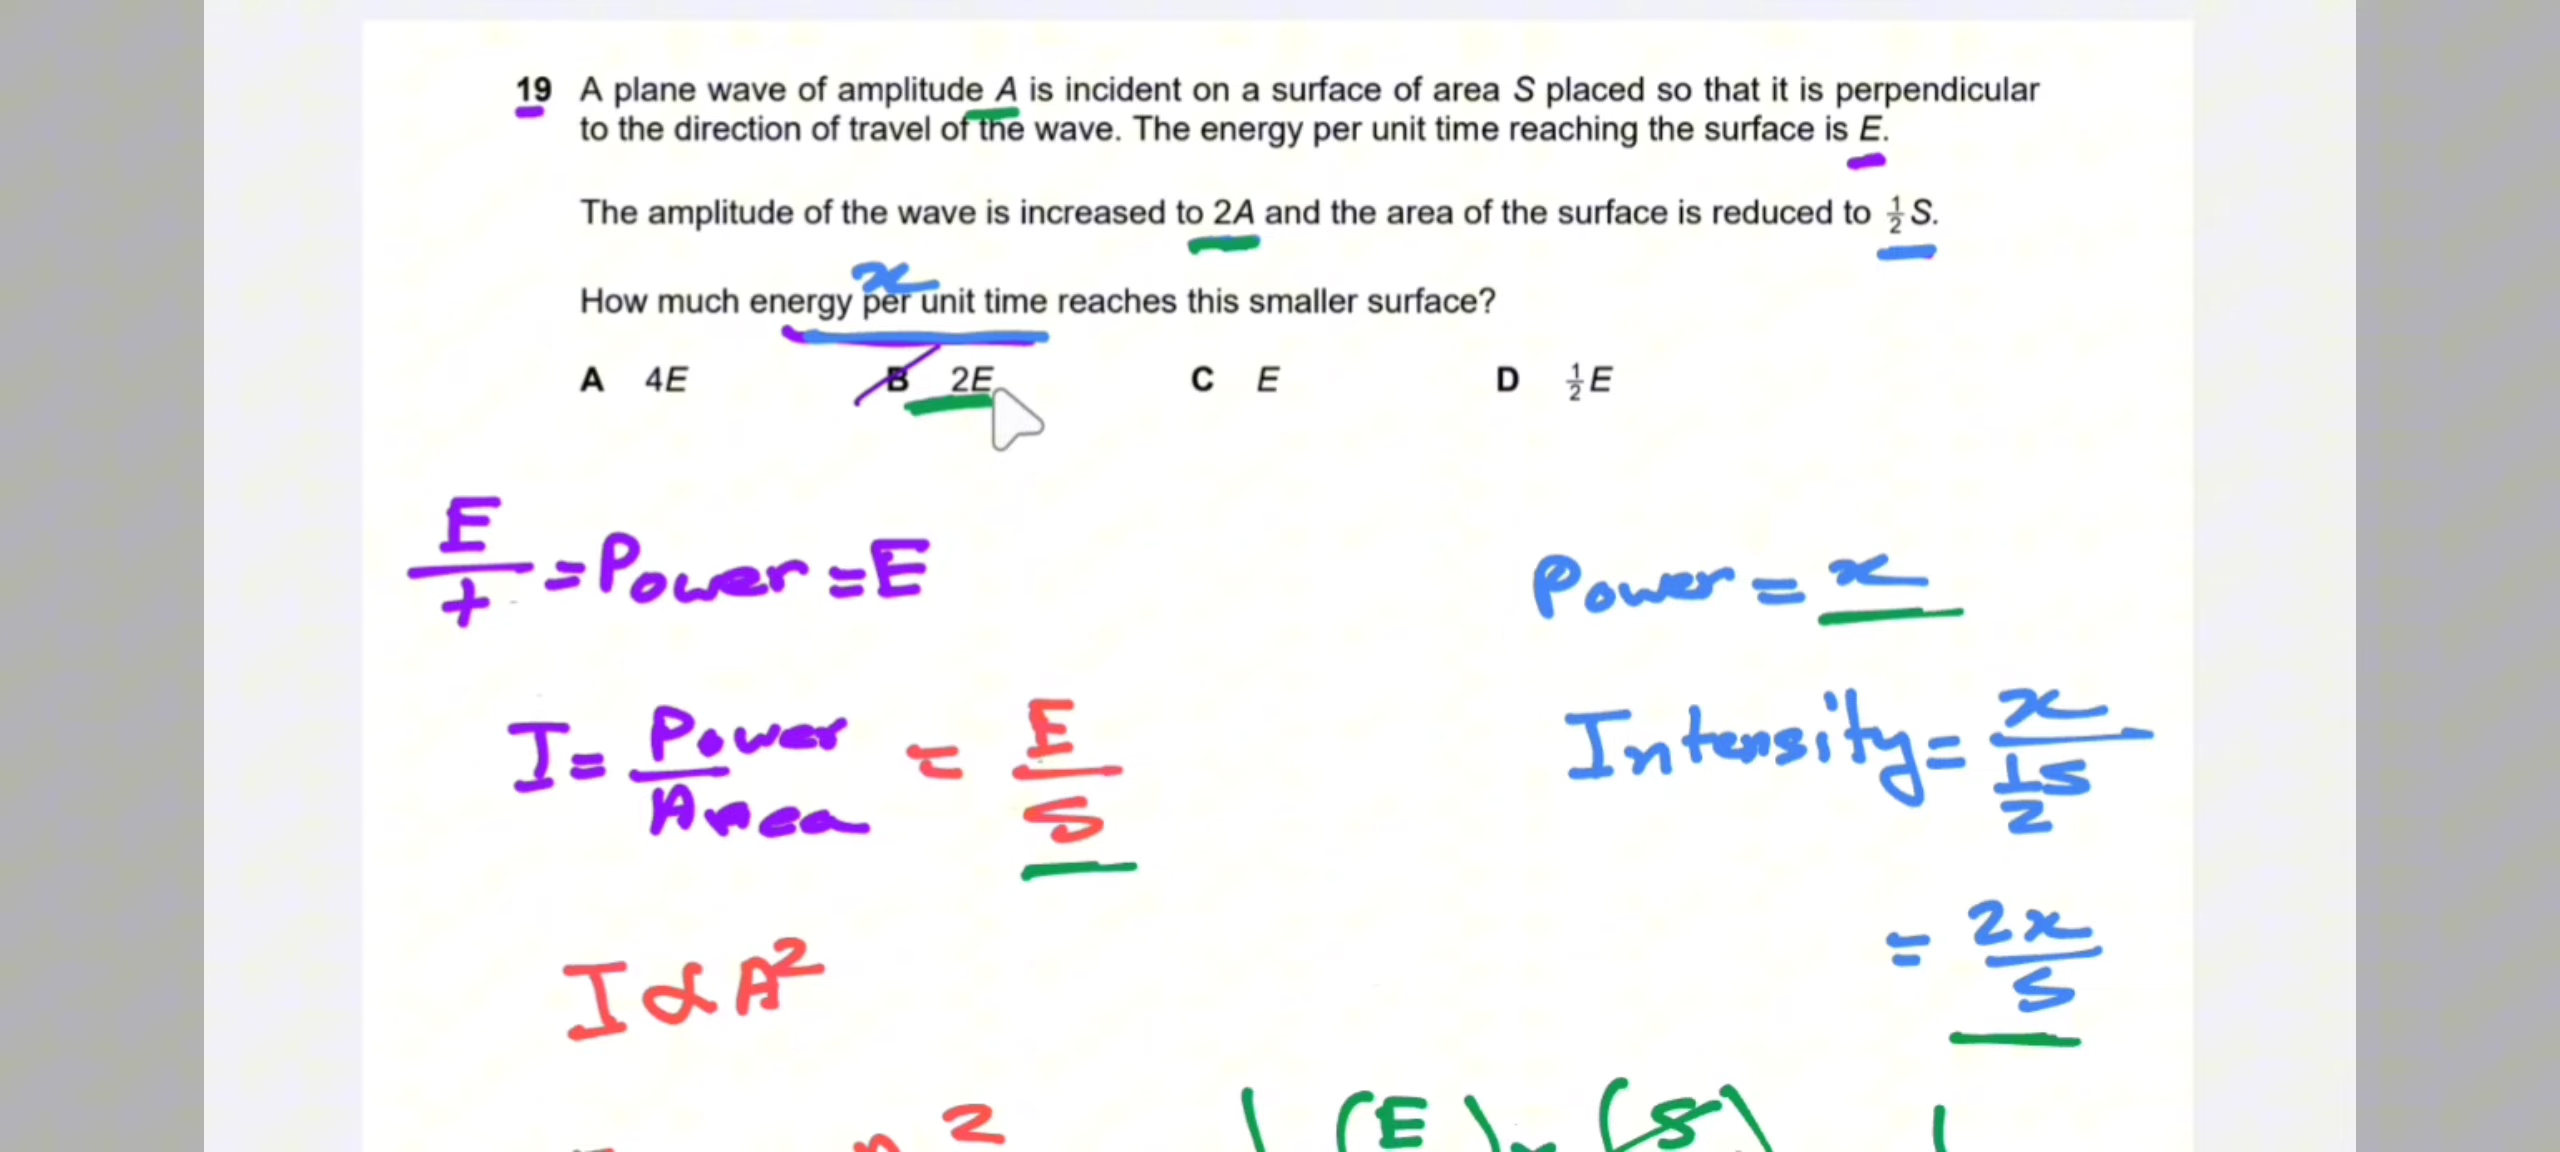 19 A plane wave of amplitude A is incident on a surface of area S placed so that it is perpendicular
to the direction of travel of the wave. The energy per unit time reaching the surface is E.
The amplitude of the wave is increased to 2A and the area of the surface is reduced to ½S.
x
How much energy per unit time reaches this smaller surface?
A 4E B 2E C E D ½E
E/t = Power = E
Power = x
I = Power/Area = E/S
Intensity = x/½S
= 2x/S
I ∝ A²
2
(E) (S)